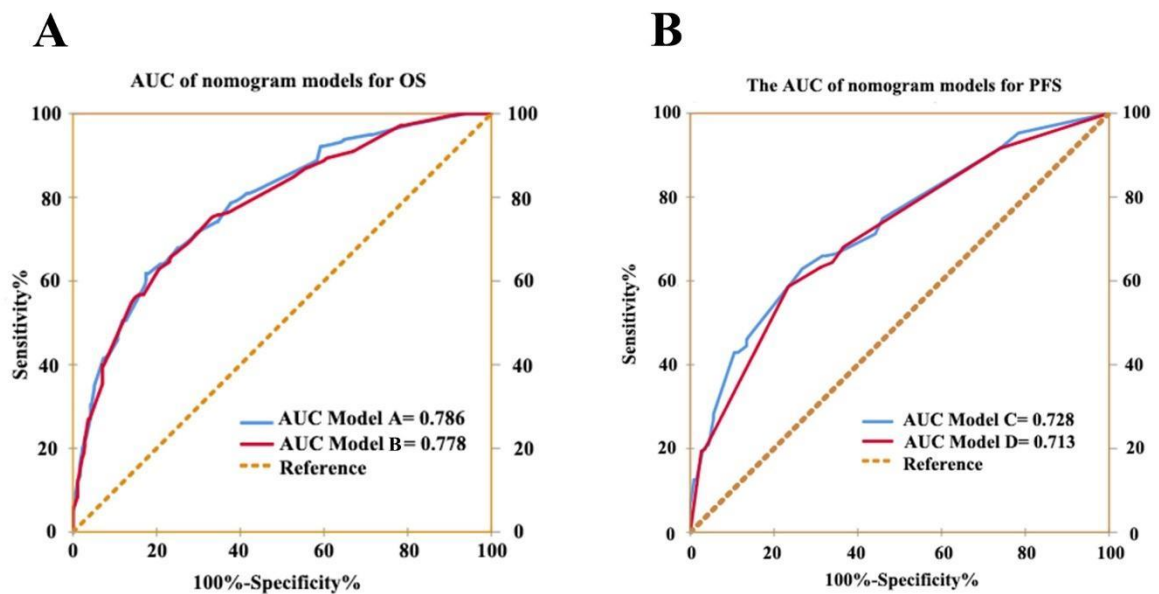 A
AUC of nomogram models for OS
100
80
60
40
20
0
100
80
60
40
20
0
Sensitivity%
AUC Model A= 0.786
AUC Model B= 0.778
Reference
0 20 40 60 80 100
100%-Specificity%
B
The AUC of nomogram models for PFS
100
80
60
40
20
0
100
80
60
40
20
0
Sensitivity%
AUC Model C= 0.728
AUC Model D= 0.713
Reference
0 20 40 60 80 100
100%-Specificity%